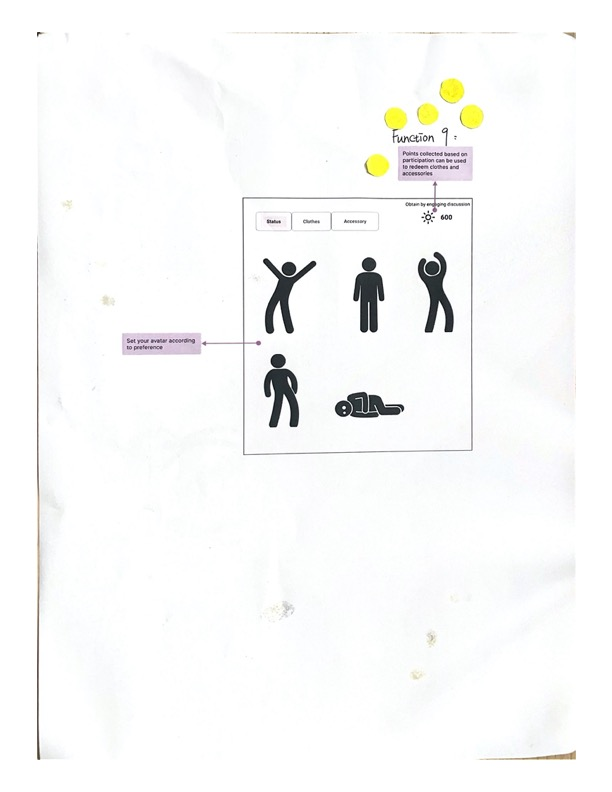 Function 9:
Points collected based on
participation can be used
to redeem clothes and
accessories
Obtain by engaging discussion
Status Clothes Accessory 600
Set your avatar according
to preference